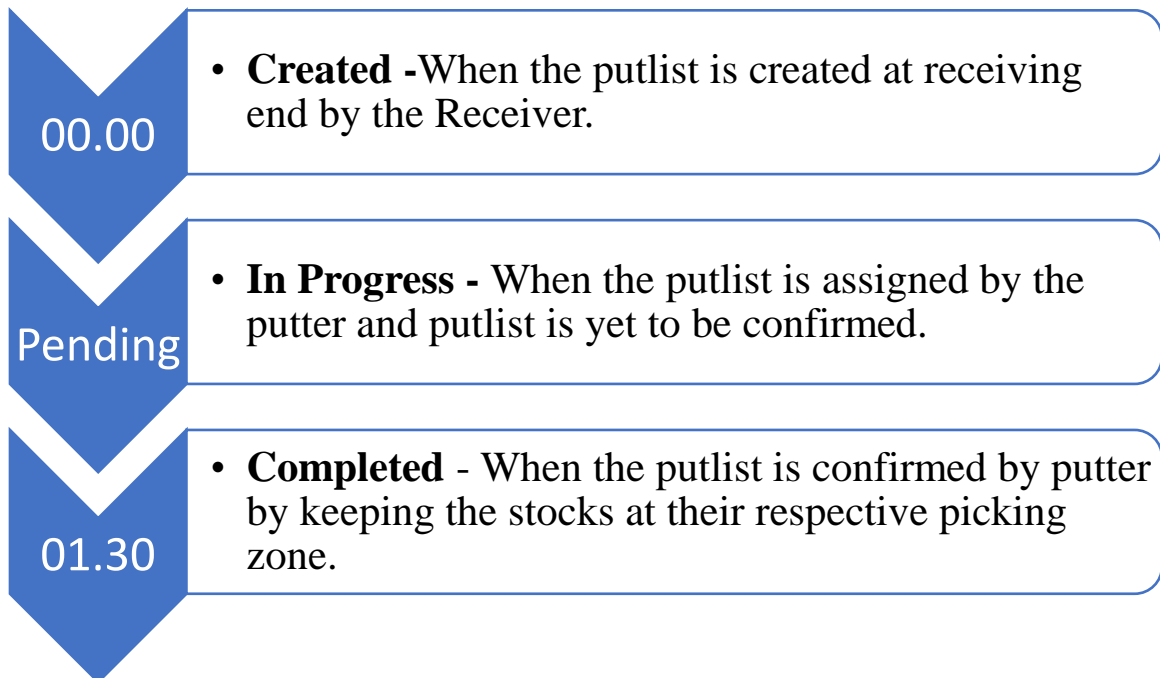 00.00
• Created -When the putlist is created at receiving
end by the Receiver.
Pending
• In Progress - When the putlist is assigned by the
putter and putlist is yet to be confirmed.
01.30
• Completed - When the putlist is confirmed by putter
by keeping the stocks at their respective picking
zone.